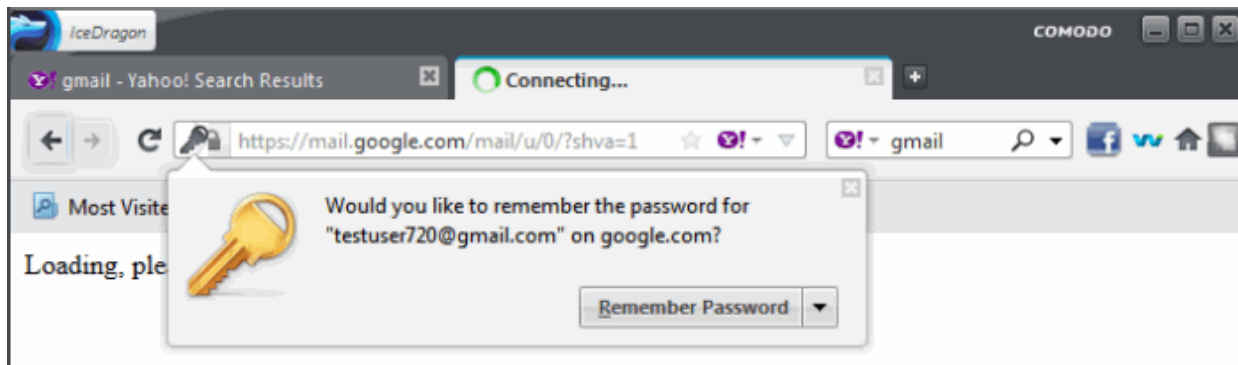 IceDragon
COMODO
gmail - Yahoo! Search Results
Connecting...
https://mail.google.com/mail/u/0/?shva=1
Y!
Y! gmail
Most Visite
Would you like to remember the password for
"testuser720@gmail.com" on google.com?
Loading, ple
Remember Password